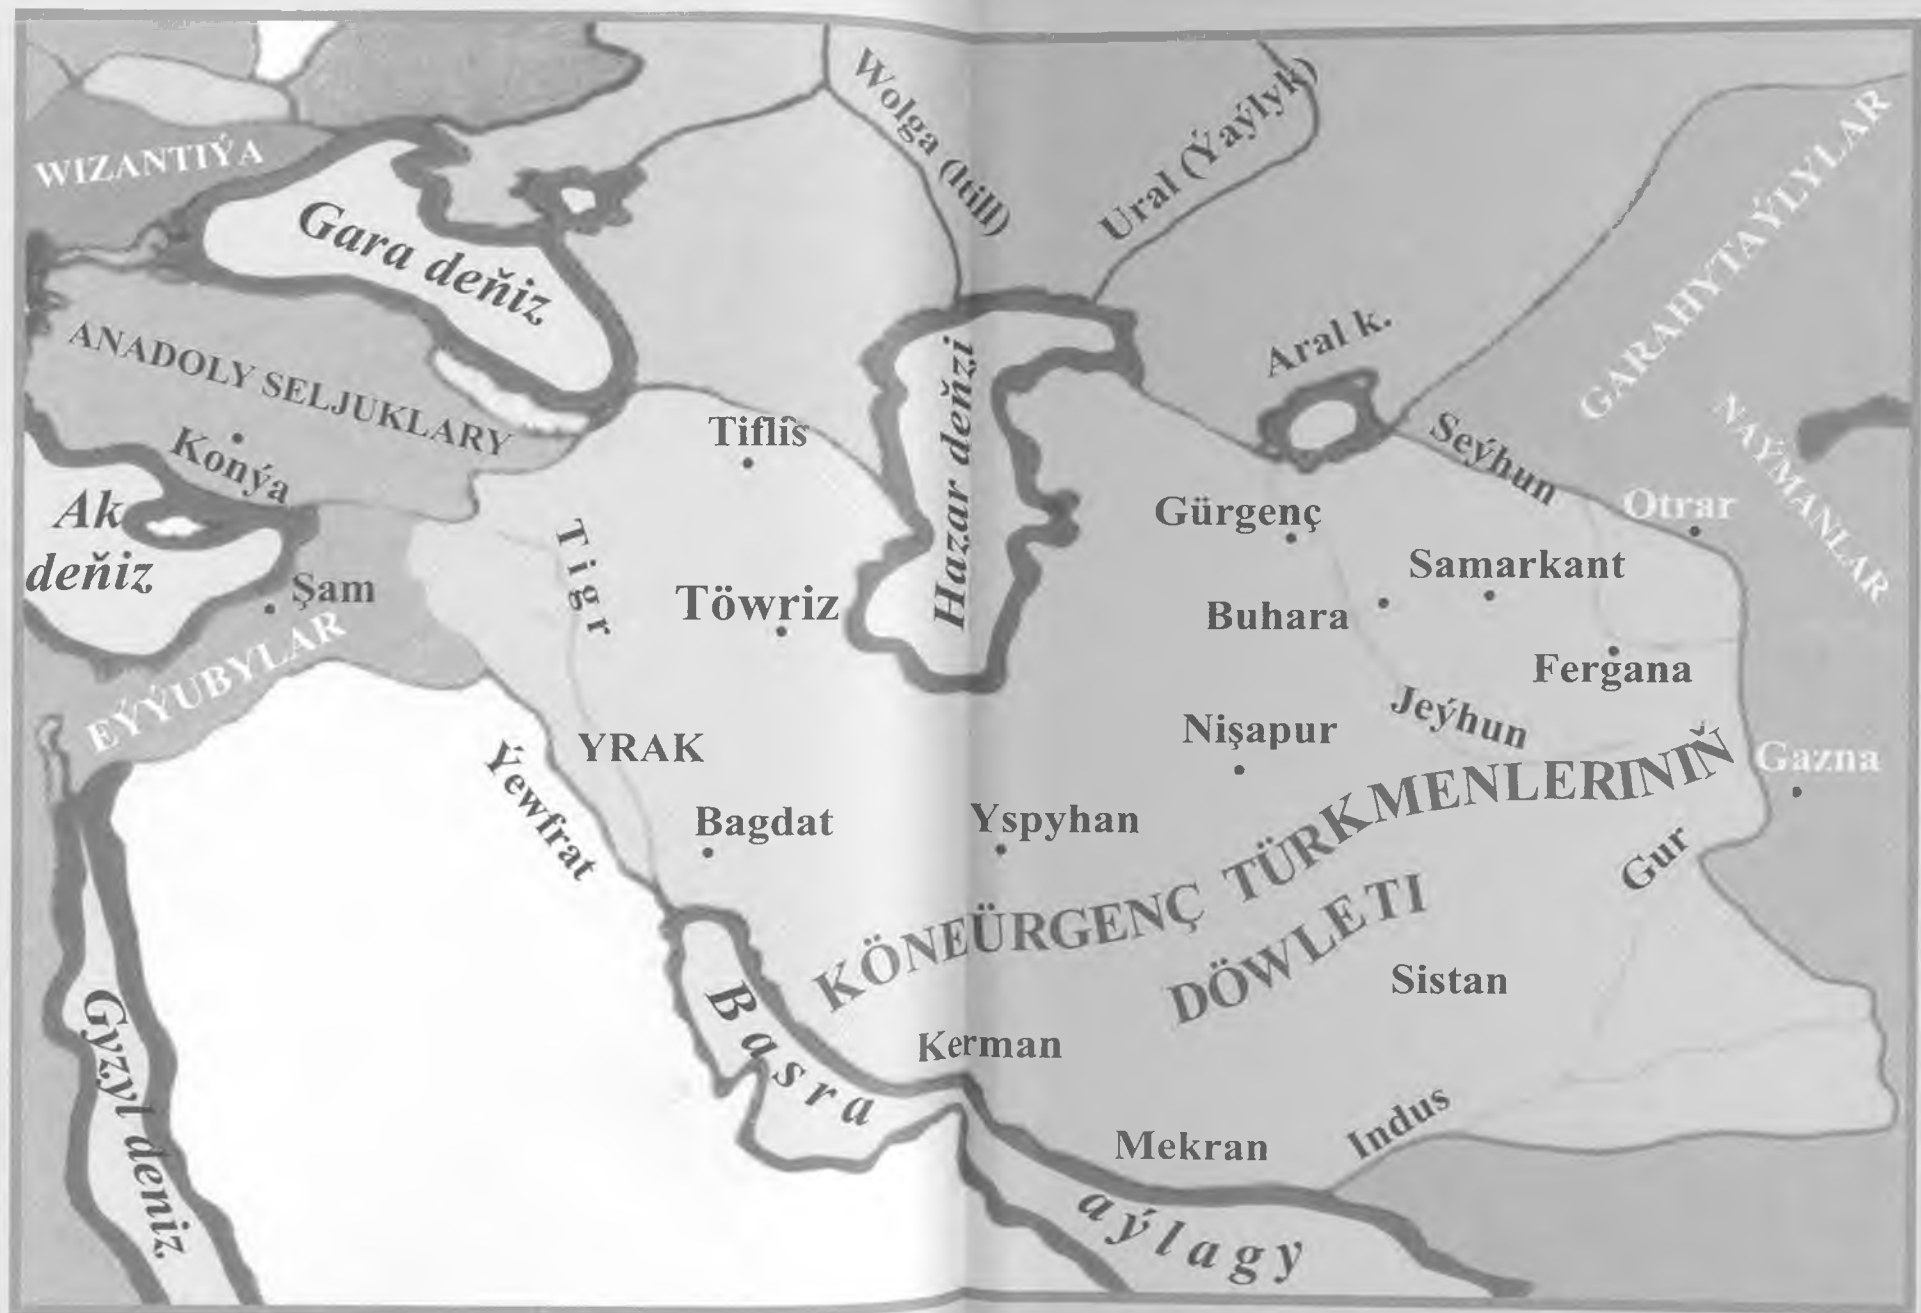 WIZANTIÝA
Gara deňiz
Wolga (Itill)
Ural (Ýaýlyk)
GARAHYTAÝLYLAR
NAÝMANLAR
ANADOLY SELJUKLARY
Konýa
Ak
deňiz
Şam
EÝÝUBYLAR
Tiflis
Hazar deňzi
Aral k.
Seýhun
Otrar
Gürgenç
Samarkant
Buhara
Fergana
Tigr
Töwriz
Jeýhun
Nişapur
Gazna
YRAK
Ýewfrat
Bagdat
Yspyhan
Gur
KÖNEÜRGENÇ TÜRKMENLERINIŇ
DÖWLETI
Sistan
Kerman
Basra
aýlagy
Mekran
Indus
Gyzyl deniz